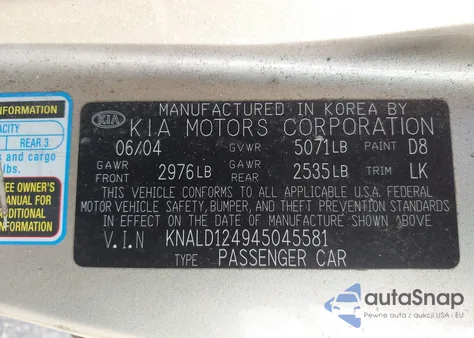 INFORMATION
ACITY
REAR 3
s and cargo
lbs.
EE OWNER'S
ANUAL FOR
ADDITIONAL
NFORMATION
MANUFACTURED IN KOREA BY
KIA KIA MOTORS CORPORATION
06/04 GVWR 5071LB PAINT D8
GAWR FRONT 2976LB GAWR REAR 2535LB TRIM LK
THIS VEHICLE CONFORMS TO ALL APPLICABLE U.S.A. FEDERAL
MOTOR VEHICLE SAFETY, BUMPER, AND THEFT PREVENTION STANDARDS
IN EFFECT ON THE DATE OF MANUFACTURE SHOWN ABOVE
V.I.N KNALD124945045581
TYPE: PASSENGER CAR
autoSnap
Pewne auta z USA i EU